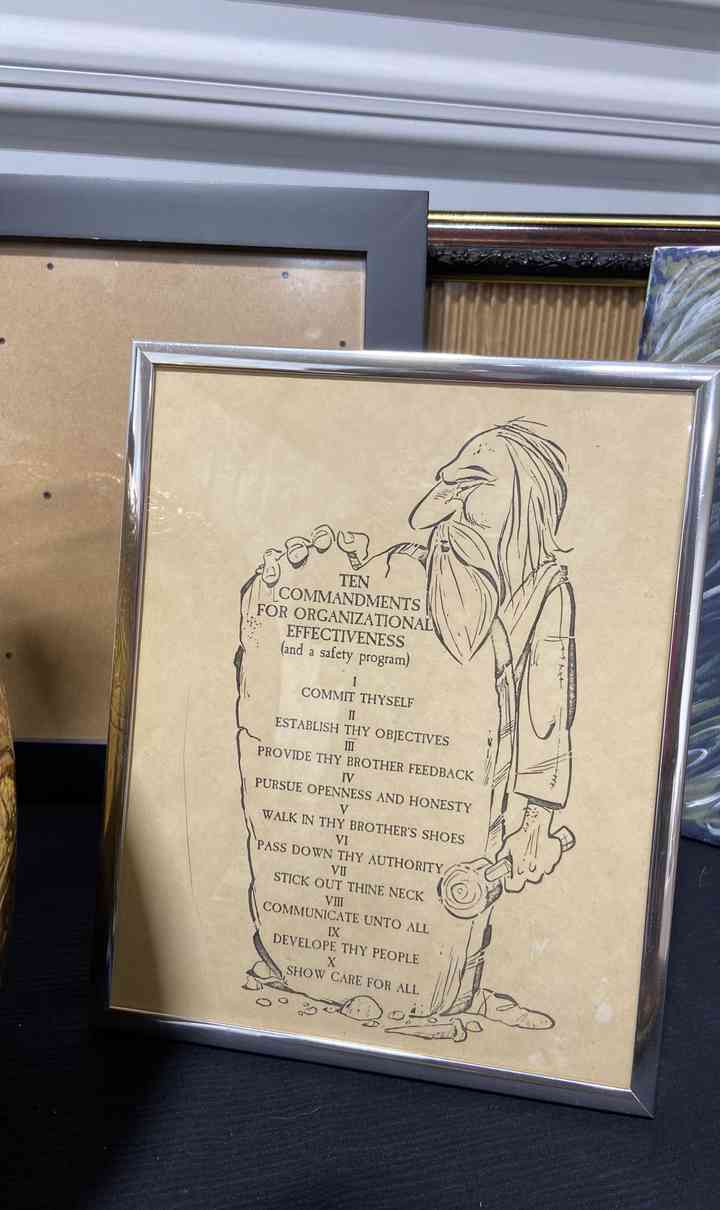 TEN
COMMANDMENTS
FOR ORGANIZATIONAL
EFFECTIVENESS
(and a safety program)
I
COMMIT THYSELF
II
ESTABLISH THY OBJECTIVES
III
PROVIDE THY BROTHER FEEDBACK
IV
PURSUE OPENNESS AND HONESTY
V
WALK IN THY BROTHER'S SHOES
VI
PASS DOWN THY AUTHORITY
VII
STICK OUT THINE NECK
VIII
COMMUNICATE UNTO ALL
IX
DEVELOPE THY PEOPLE
X
SHOW CARE FOR ALL